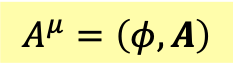 A^μ = (ϕ, A)